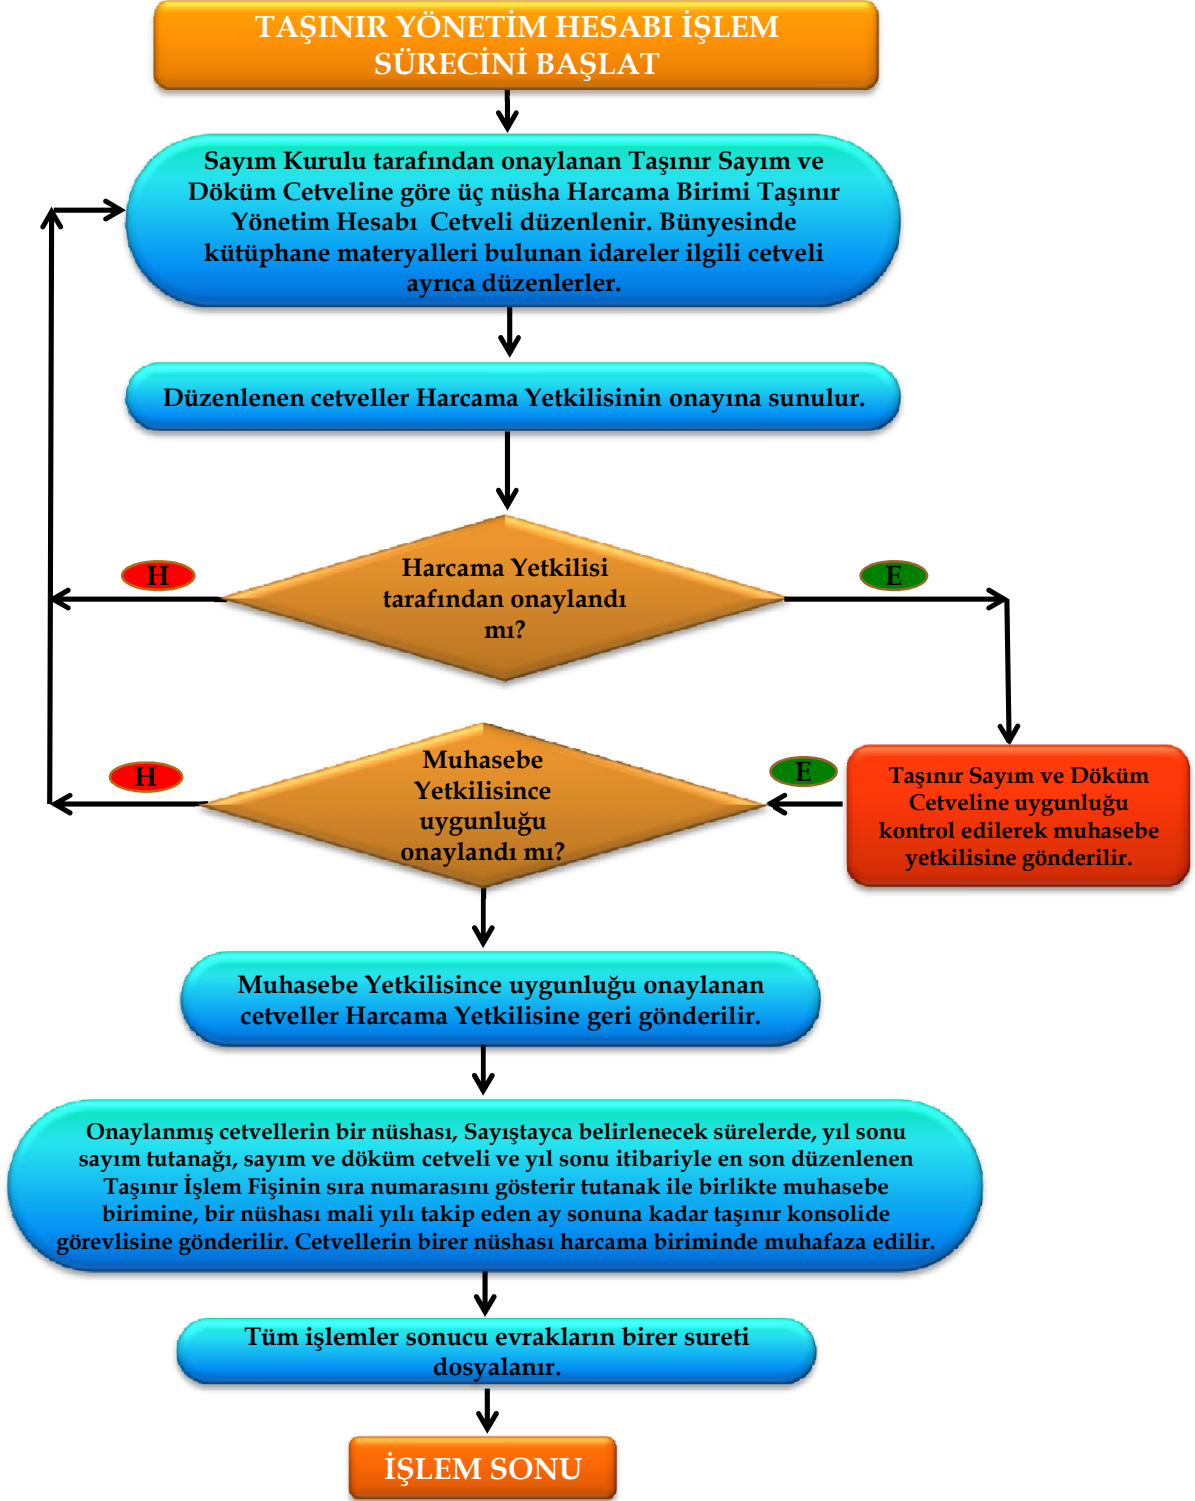 TAŞINIR YÖNETİM HESABI İŞLEM
SÜRECİNİ BAŞLAT
Sayım Kurulu tarafından onaylanan Taşınır Sayım ve
Döküm Cetveline göre üç nüsha Harcama Birimi Taşınır
Yönetim Hesabı Cetveli düzenlenir. Bünyesinde
kütüphane materyalleri bulunan idareler ilgili cetveli
ayrıca düzenlerler.
Düzenlenen cetveller Harcama Yetkilisinin onayına sunulur.
H
Harcama Yetkilisi
tarafından onaylandı
mı?
E
H
Muhasebe
Yetkilisince
uygunluğu
onaylandı mı?
E
Taşınır Sayım ve Döküm
Cetveline uygunluğu
kontrol edilerek muhasebe
yetkilisine gönderilir.
Muhasebe Yetkilisince uygunluğu onaylanan
cetveller Harcama Yetkilisine geri gönderilir.
Onaylanmış cetvellerin bir nüshası, Sayıştayca belirlenecek sürelerde, yıl sonu
sayım tutanağı, sayım ve döküm cetveli ve yıl sonu itibariyle en son düzenlenen
Taşınır İşlem Fişinin sıra numarasını gösterir tutanak ile birlikte muhasebe
birimine, bir nüshası mali yılı takip eden ay sonuna kadar taşınır konsolide
görevlisine gönderilir. Cetvellerin birer nüshası harcama biriminde muhafaza edilir.
Tüm işlemler sonucu evrakların birer sureti
dosyalanır.
İŞLEM SONU